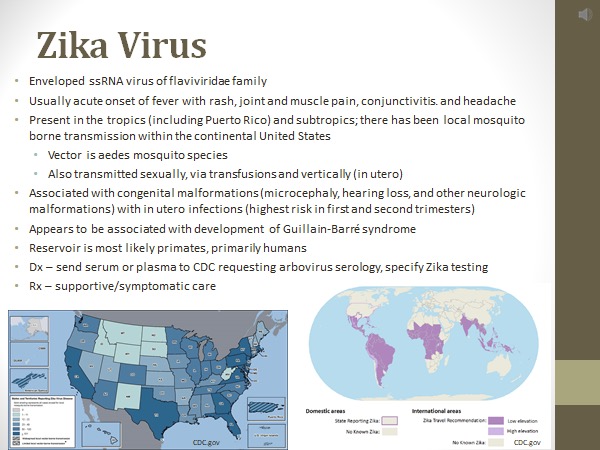 Zika Virus
• Enveloped ssRNA virus of flaviviridae family
• Usually acute onset of fever with rash, joint and muscle pain, conjunctivitis. and headache
• Present in the tropics (including Puerto Rico) and subtropics; there has been local mosquito
borne transmission within the continental United States
• Vector is aedes mosquito species
• Also transmitted sexually, via transfusions and vertically (in utero)
• Associated with congenital malformations (microcephaly, hearing loss, and other neurologic
malformations) with in utero infections (highest risk in first and second trimesters)
• Appears to be associated with development of Guillain-Barré syndrome
• Reservoir is most likely primates, primarily humans
• Dx – send serum or plasma to CDC requesting arbovirus serology, specify Zika testing
• Rx – supportive/symptomatic care
CDC.gov
Domestic areas
State Reporting Zika:
No Known Zika:
International areas
Zika Travel Recommendation:
Low elevation
High elevation
No Known Zika:
CDC.gov